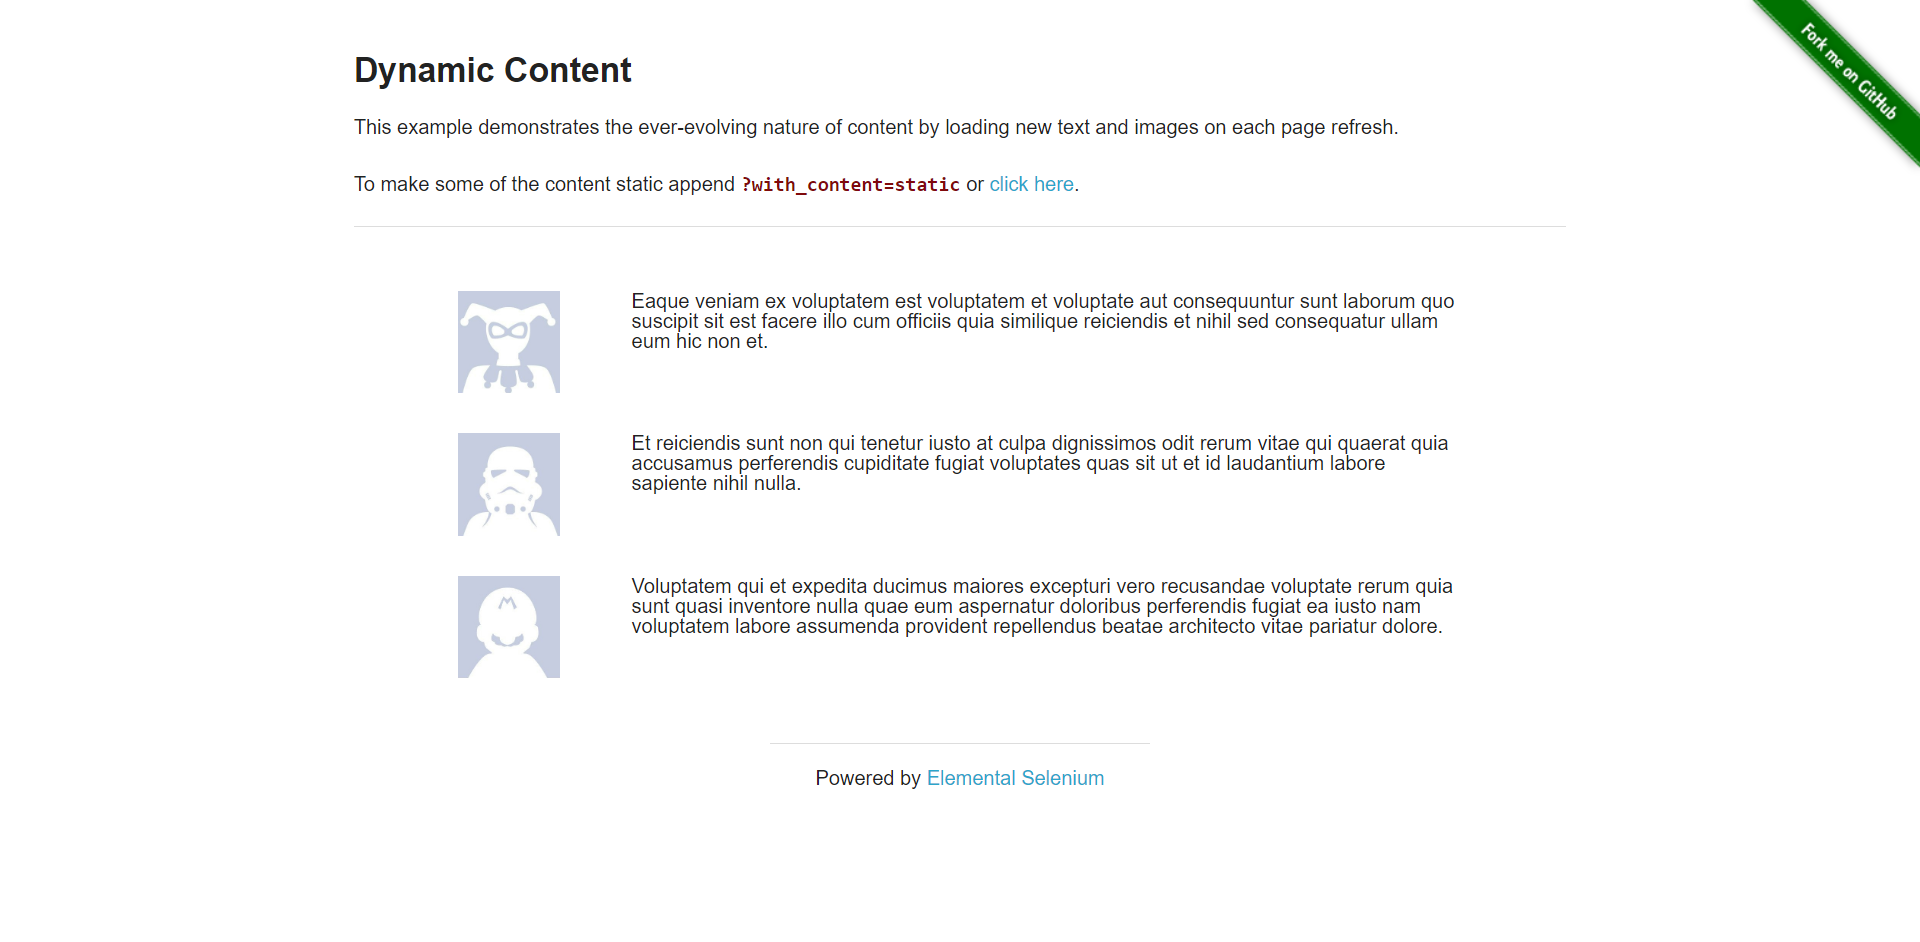 Fork me on GitHub
Dynamic Content
This example demonstrates the ever-evolving nature of content by loading new text and images on each page refresh.
To make some of the content static append ?with_content=static or click here.
Eaque veniam ex voluptatem est voluptatem et voluptate aut consequuntur sunt laborum quo
suscipit sit est facere illo cum officiis quia similique reiciendis et nihil sed consequatur ullam
eum hic non et.
Et reiciendis sunt non qui tenetur iusto at culpa dignissimos odit rerum vitae qui quaerat quia
accusamus perferendis cupiditate fugiat voluptates quas sit ut et id laudantium labore
sapiente nihil nulla.
Voluptatem qui et expedita ducimus maiores excepturi vero recusandae voluptate rerum quia
sunt quasi inventore nulla quae eum aspernatur doloribus perferendis fugiat ea iusto nam
voluptatem labore assumenda provident repellendus beatae architecto vitae pariatur dolore.
Powered by Elemental Selenium